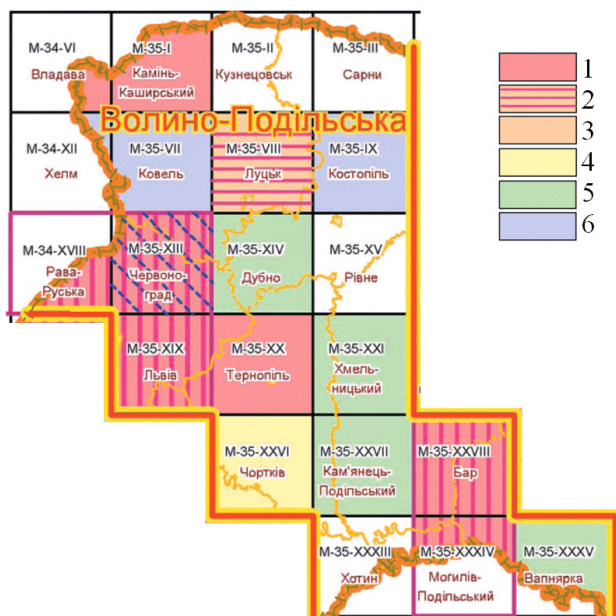 M-34-VI
Владава
M-35-I
Камінь-
Каширський
M-35-II
Кузнецовськ
M-35-III
Сарни
1
2
3
4
5
6
Волино-Подільська
M-34-XII
Хелм
M-35-VII
Ковель
M-35-VIII
Луцьк
M-35-IX
Костопіль
M-34-XVIII
Рава-
Руська
M-35-XIII
Червоно-
град
M-35-XIV
Дубно
M-35-XV
Рівне
M-35-XIX
Львів
M-35-XX
Тернопіль
M-35-XXI
Хмель-
ницький
M-35-XXVI
Чортків
M-35-XXVII
Кам'янець-
Подільський
M-35-XXVIII
Бар
M-35-XXXIII
Хотин
M-35-XXXIV
Могилів-
Подільський
M-35-XXXV
Вапнярка